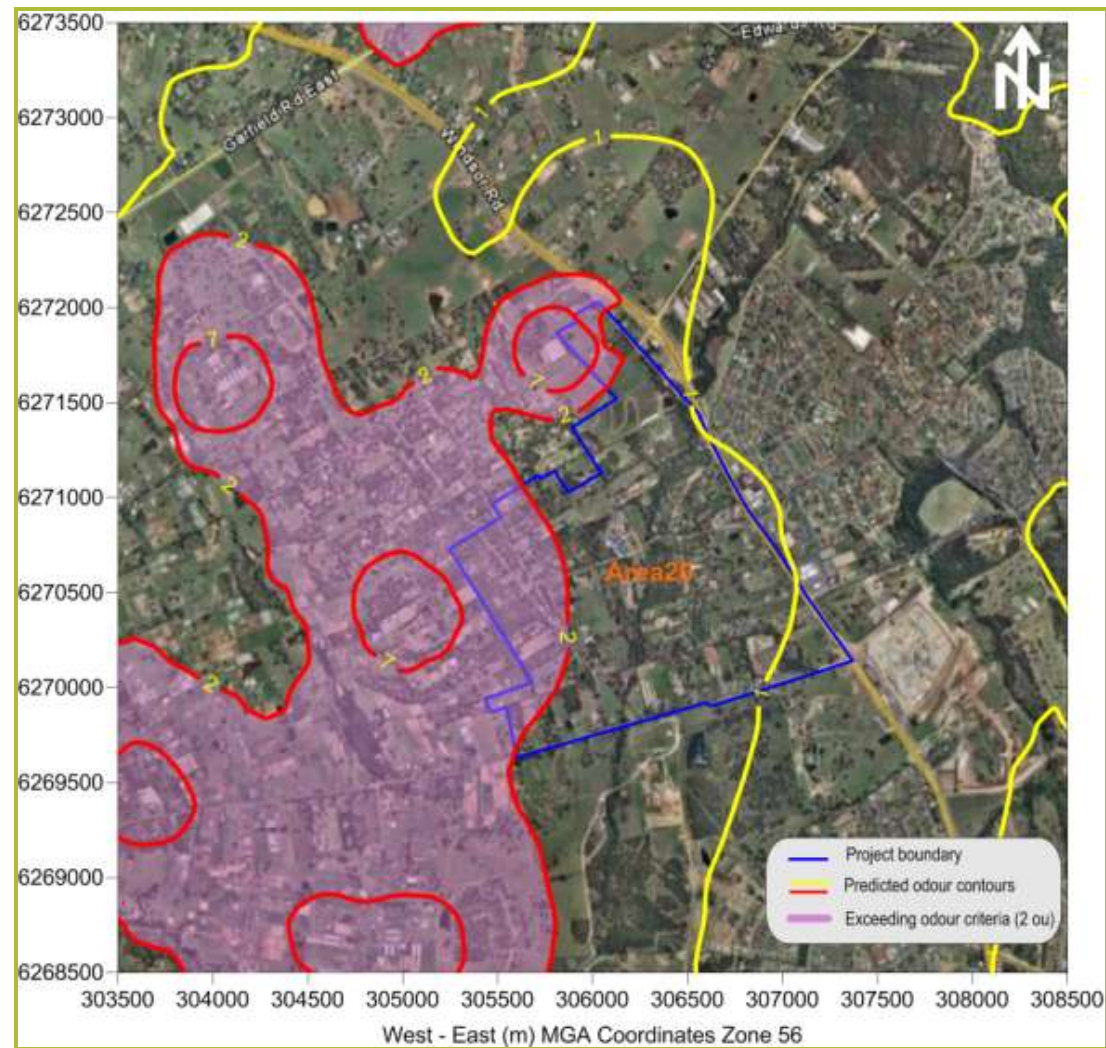 6273500
6273000
6272500
6272000
6271500
6271000
6270500
6270000
6269500
6269000
6268500
Edwards Rd
N
Garfield Rd East
Windsor Rd
1
1
2
7
2
7
2
1
2
Area20
7
2
2
1
Project boundary
Predicted odour contours
Exceeding odour criteria (2 ou)
303500 304000 304500 305000 305500 306000 306500 307000 307500 308000 308500
West - East (m) MGA Coordinates Zone 56